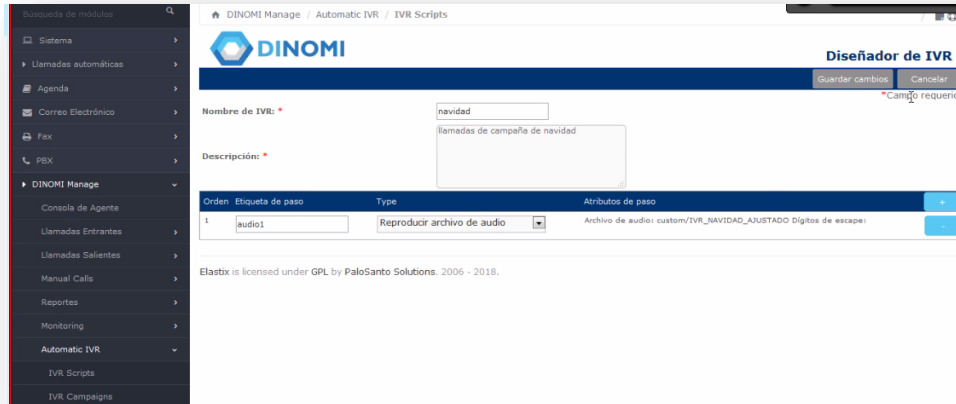 Búsqueda de módulos
DINOMI Manage / Automatic IVR / IVR Scripts
Sistema
Llamadas automáticas
Agenda
Correo Electrónico
Fax
PBX
DINOMI Manage
Consola de Agente
Llamadas Entrantes
Llamadas Salientes
Manual Calls
Reportes
Monitoring
Automatic IVR
IVR Scripts
IVR Campaigns
DINOMI
Diseñador de IVR
Guardar cambios Cancelar
*Campo requerid
Nombre de IVR: * navidad
Descripción: * llamadas de campaña de navidad
Orden Etiqueta de paso Type Atributos de paso +
1 audio1 Reproducir archivo de audio Archivo de audio: custom/IVR_NAVIDAD_AJUSTADO Dígitos de escape: -
Elastix is licensed under GPL by PaloSanto Solutions. 2006 - 2018.